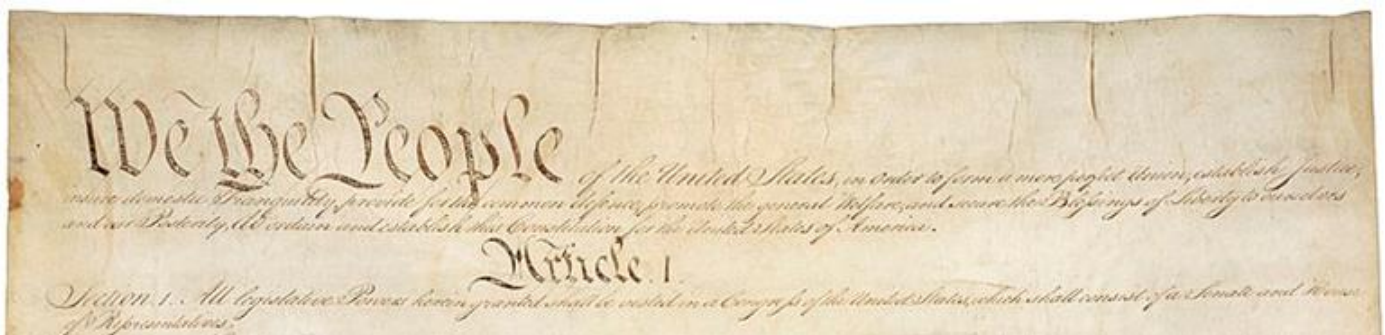 We the People of the United States, in Order to form a more perfect Union, establish Justice,
insure domestic Tranquility, provide for the common defence, promote the general Welfare, and secure the Blessings of Liberty to ourselves
and our Posterity, do ordain and establish this Constitution for the United States of America.
Article. I.
Section. 1. All legislative Powers herein granted shall be vested in a Congress of the United States, which shall consist of a Senate and House
of Representatives.